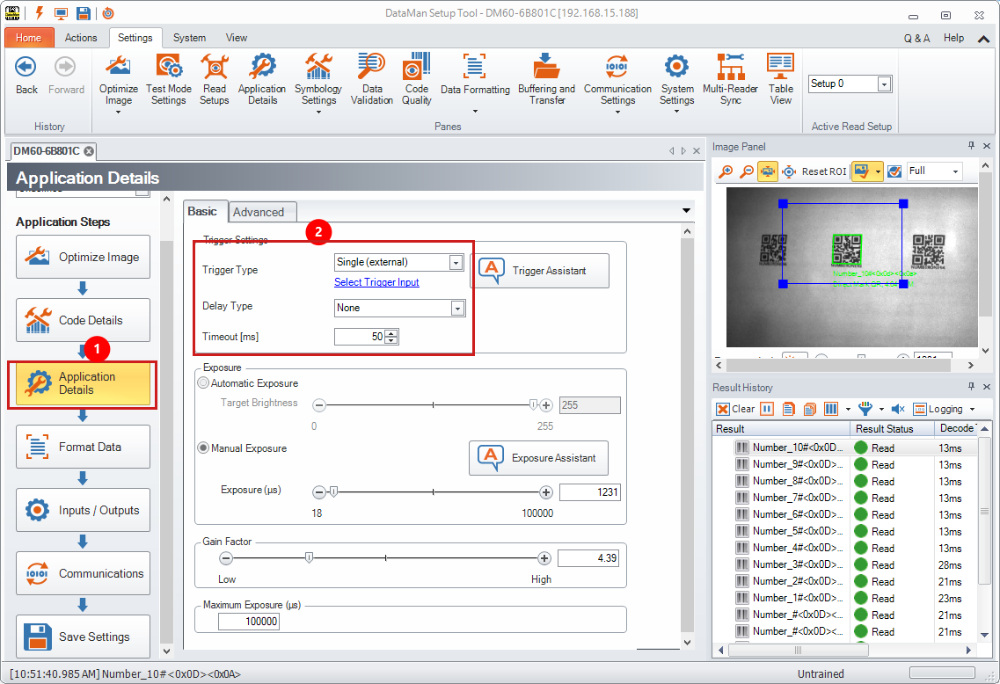 DataMan Setup Tool - DM60-6B801C [192.168.15.188]
Home Actions Settings System View Q & A Help
Back Forward
History
Optimize Image
Test Mode Settings
Read Setups
Application Details
Symbology Settings
Data Validation
Code Quality
Data Formatting
Buffering and Transfer
Communication Settings
System Settings
Multi-Reader Sync
Table View
Panes
Setup 0
Active Read Setup
DM60-6B801C
Application Details
Application Steps
Optimize Image
Code Details
1
Application Details
Format Data
Inputs / Outputs
Communications
Save Settings
Basic Advanced
2
Trigger Settings
Trigger Type Single (external)
Select Trigger Input
Trigger Assistant
Delay Type None
Timeout [ms] 50
Exposure
Automatic Exposure
Target Brightness 255
0 255
Manual Exposure
Exposure Assistant
Exposure (µs) 1231
18 100000
Gain Factor
4.39
Low High
Maximum Exposure (µs)
100000
Image Panel
Reset ROI Full
Number_10#<0x0d><0x0a>
Result History
Clear Logging
Result Result Status Decode
Number_10#<0x0D... Read 13ms
Number_9#<0x0D>... Read 13ms
Number_8#<0x0D>... Read 13ms
Number_7#<0x0D>... Read 13ms
Number_6#<0x0D>... Read 13ms
Number_5#<0x0D>... Read 13ms
Number_4#<0x0D>... Read 13ms
Number_3#<0x0D>... Read 28ms
Number_2#<0x0D>... Read 21ms
Number_1#<0x0D>... Read 23ms
Number_#<0x0D><... Read 21ms
Number_#<0x0D><... Read 21ms
[10:51:40.985 AM] Number_10#<0x0D><0x0A>
Untrained